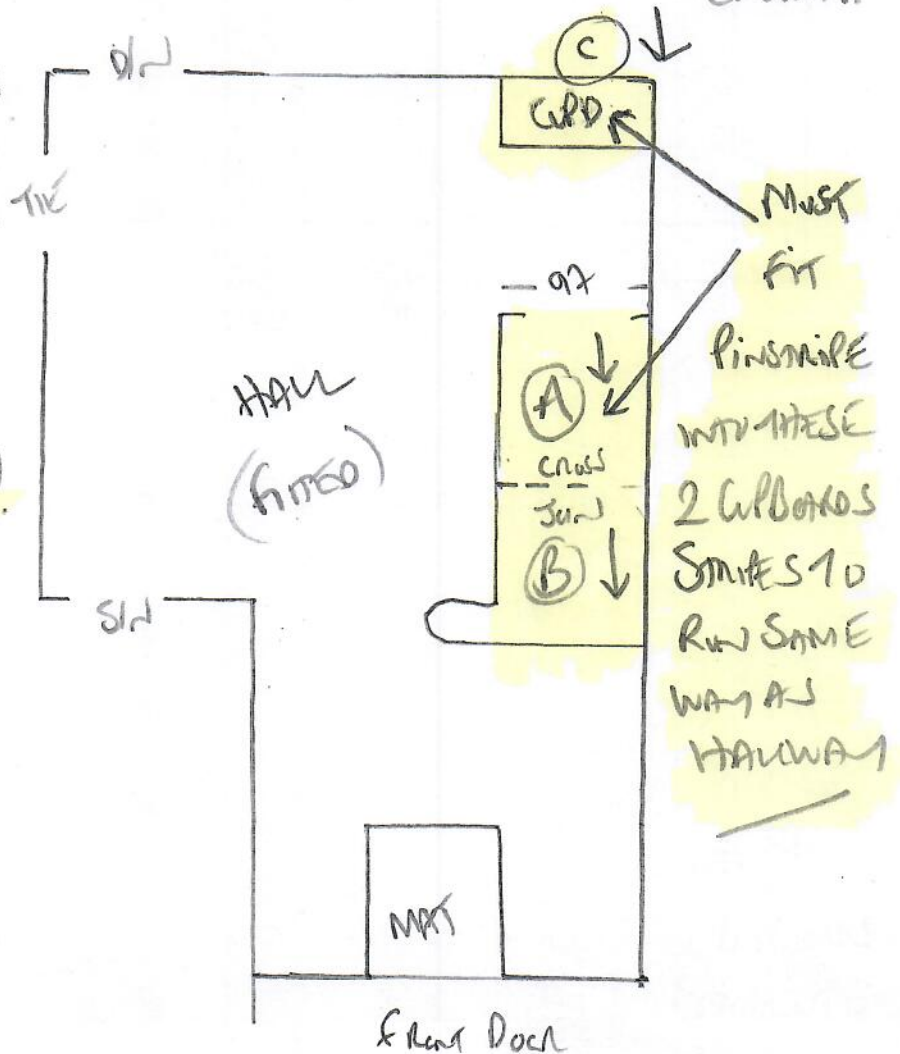 C
D/N
CUPD
TILE
MUST
FIT
97
PINSTRIPE
HALL
A
INTO THESE
(FITTED)
CROSS
2 CUPBOARDS
JOIN
B
STRIPES TO
S/N
RUN SAME
WAY AS
HALLWAY
MAT
FRONT DOOR